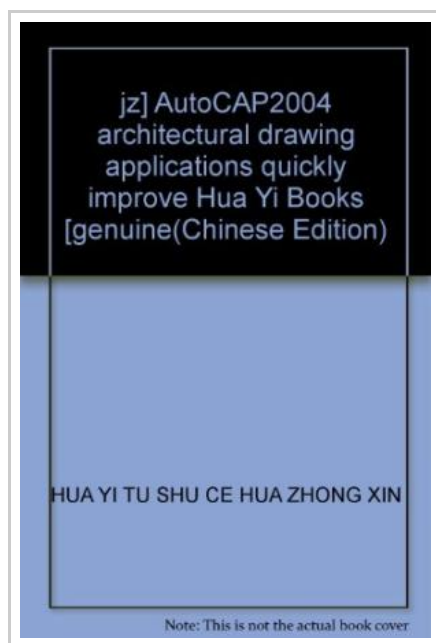 jz] AutoCAP2004
architectural drawing
applications quickly
improve Hua Yi Books
[genuine(Chinese Edition)
HUA YI TU SHU CE HUA ZHONG XIN
Note: This is not the actual book cover